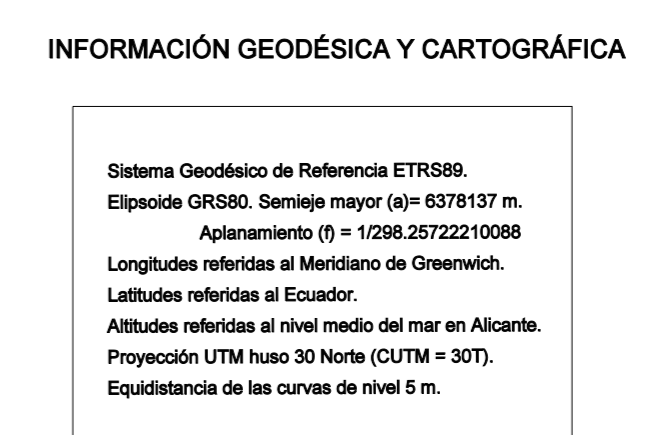 INFORMACIÓN GEODÉSICA Y CARTOGRÁFICA
Sistema Geodésico de Referencia ETRS89.
Elipsoide GRS80. Semieje mayor (a)= 6378137 m.
Aplanamiento (f) = 1/298.25722210088
Longitudes referidas al Meridiano de Greenwich.
Latitudes referidas al Ecuador.
Altitudes referidas al nivel medio del mar en Alicante.
Proyección UTM huso 30 Norte (CUTM = 30T).
Equidistancia de las curvas de nivel 5 m.